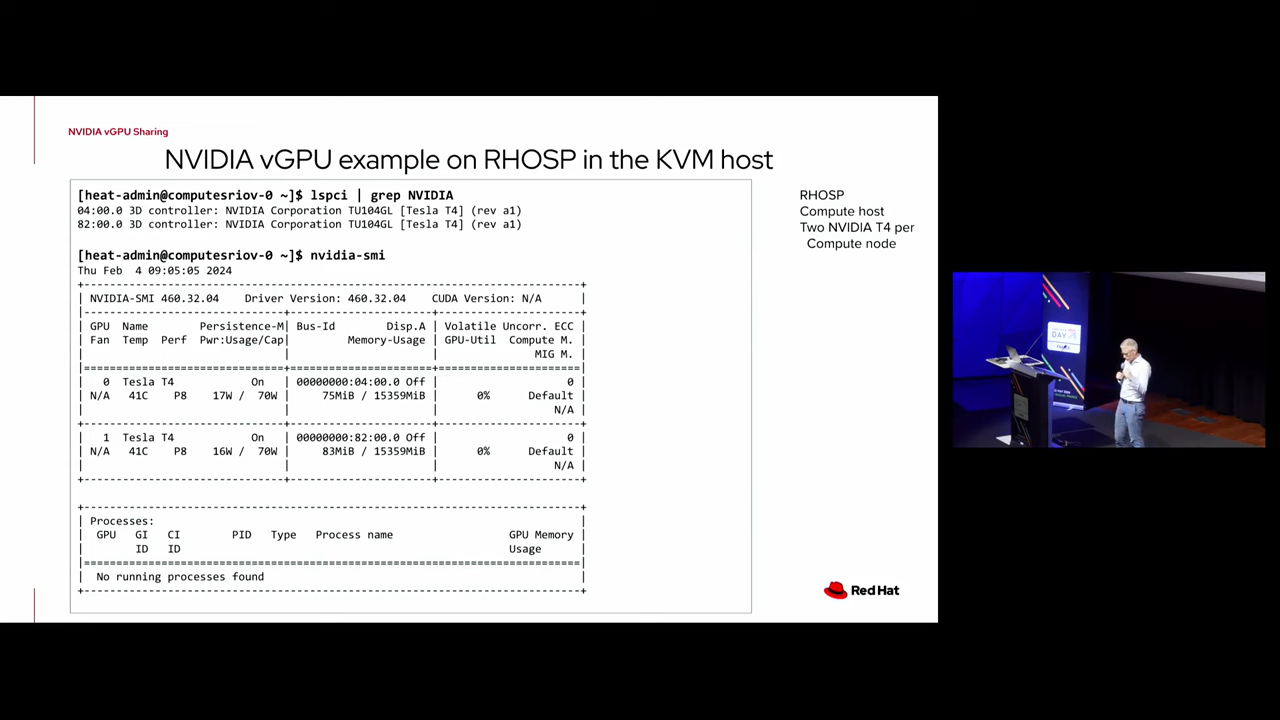 NVIDIA vGPU Sharing
NVIDIA vGPU example on RHOSP in the KVM host
[heat-admin@computesriov-0 ~]$ lspci | grep NVIDIA
04:00.0 3D controller: NVIDIA Corporation TU104GL [Tesla T4] (rev a1)
82:00.0 3D controller: NVIDIA Corporation TU104GL [Tesla T4] (rev a1)
[heat-admin@computesriov-0 ~]$ nvidia-smi
Thu Feb  4 09:05:05 2024
+-----------------------------------------------------------------------------+
| NVIDIA-SMI 460.32.04    Driver Version: 460.32.04    CUDA Version: N/A      |
|-------------------------------+----------------------+----------------------+
| GPU  Name        Persistence-M| Bus-Id        Disp.A | Volatile Uncorr. ECC |
| Fan  Temp  Perf  Pwr:Usage/Cap|         Memory-Usage | GPU-Util  Compute M. |
|                               |                      |               MIG M. |
|===============================+======================+======================|
|   0  Tesla T4            On   | 00000000:04:00.0 Off |                    0 |
| N/A   41C    P8    17W /  70W |     75MiB / 15359MiB |      0%      Default |
|                               |                      |                  N/A |
+-------------------------------+----------------------+----------------------+
|   1  Tesla T4            On   | 00000000:82:00.0 Off |                    0 |
| N/A   41C    P8    16W /  70W |     83MiB / 15359MiB |      0%      Default |
|                               |                      |                  N/A |
+-------------------------------+----------------------+----------------------+
+-----------------------------------------------------------------------------+
| Processes:                                                                  |
|  GPU   GI   CI        PID   Type   Process name                  GPU Memory |
|        ID   ID                                                   Usage      |
|=============================================================================|
|  No running processes found                                                 |
+-----------------------------------------------------------------------------+
RHOSP
Compute host
Two NVIDIA T4 per
Compute node
Red Hat
DAY